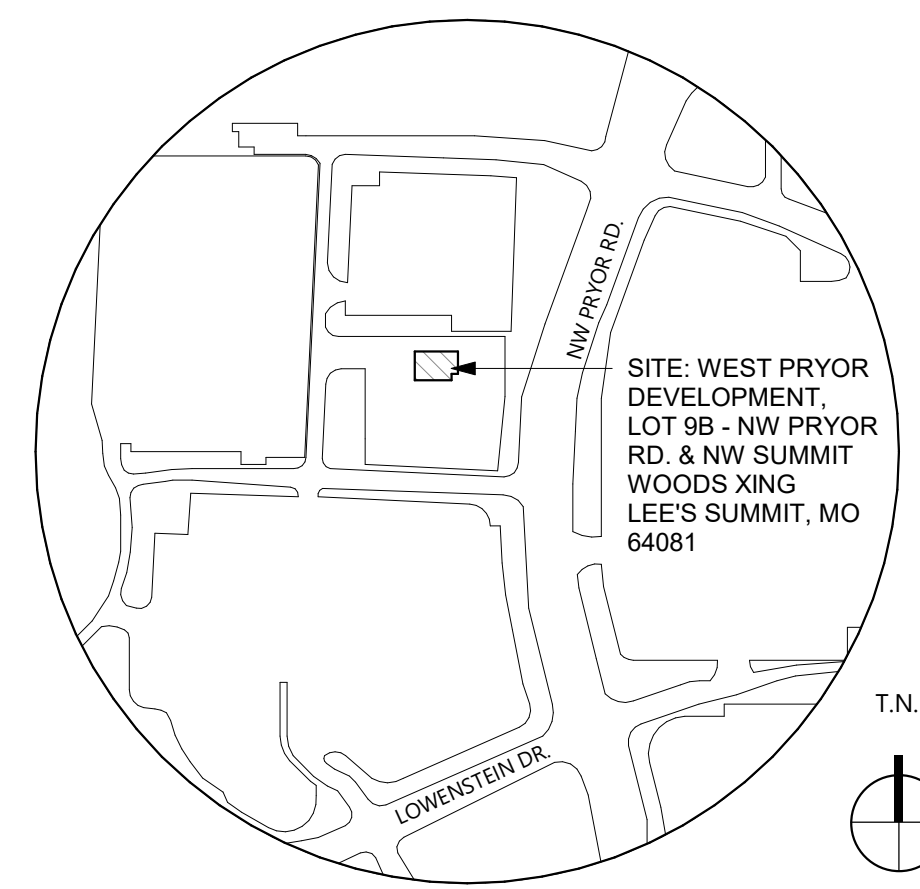 NW PRYOR RD.
SITE: WEST PRYOR
DEVELOPMENT,
LOT 9B - NW PRYOR
RD. & NW SUMMIT
WOODS XING
LEE'S SUMMIT, MO
64081
T.N.
LOWENSTEIN DR.